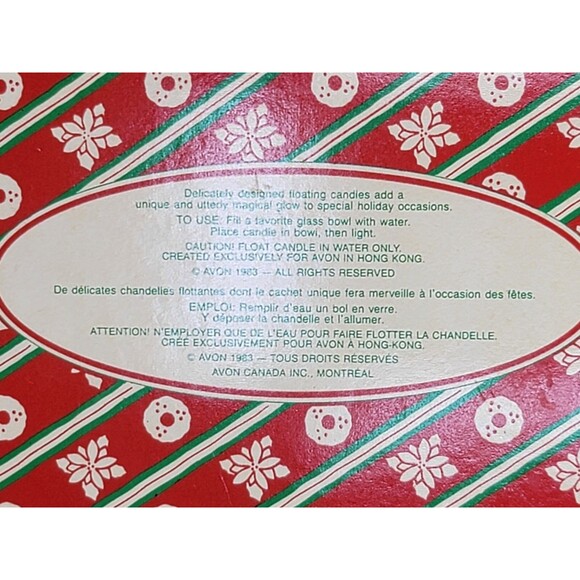 Delicately designed floating candles add a
unique and utterly magical glow to special holiday occasions.
TO USE: Fill a favorite glass bowl with water.
Place candle in bowl, then light.
CAUTION! FLOAT CANDLE IN WATER ONLY.
CREATED EXCLUSIVELY FOR AVON IN HONG KONG.
© AVON 1983 — ALL RIGHTS RESERVED
De délicates chandelles flottantes dont le cachet unique fera merveille à l'occasion des fêtes.
EMPLOI: Remplir d'eau un bol en verre.
Y déposer la chandelle et l'allumer.
ATTENTION! N'EMPLOYER QUE DE L'EAU POUR FAIRE FLOTTER LA CHANDELLE.
CRÉÉ EXCLUSIVEMENT POUR AVON À HONG-KONG.
© AVON 1983 — TOUS DROITS RÉSERVÉS
AVON CANADA INC., MONTRÉAL